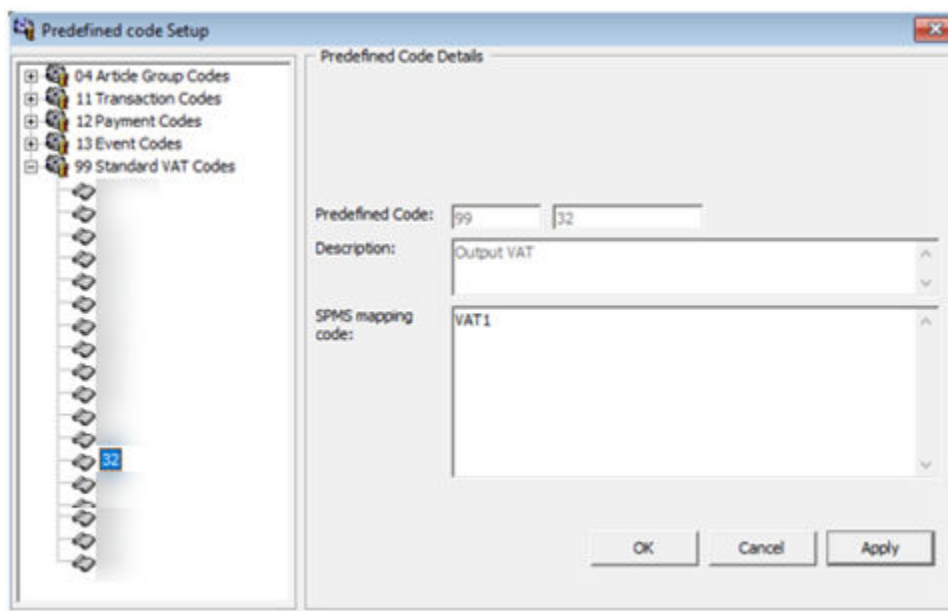 Predefined code Setup
04 Article Group Codes
11 Transaction Codes
12 Payment Codes
13 Event Codes
99 Standard VAT Codes
32
Predefined Code Details
Predefined Code: 99 32
Description: Output VAT
SPMS mapping code: VAT1
OK Cancel Apply